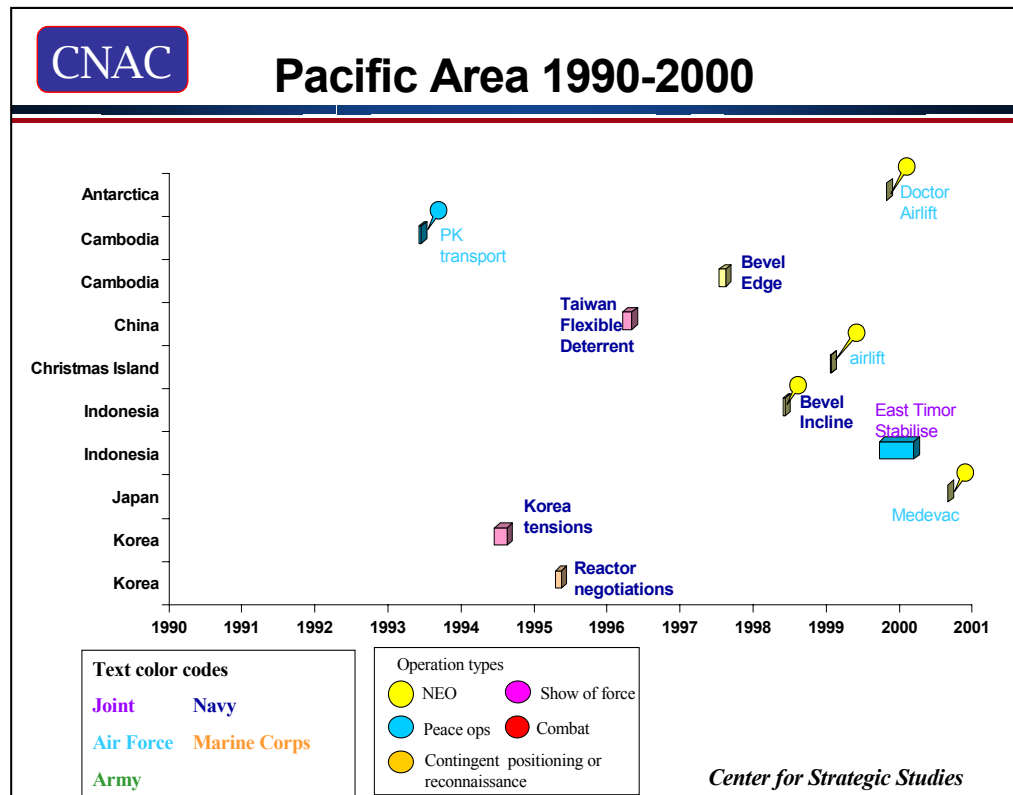 CNAC
Pacific Area 1990-2000
Antarctica
Doctor
Airlift
Cambodia
PK
transport
Cambodia
Bevel
Edge
China
Taiwan
Flexible
Deterrent
Christmas Island
airlift
Indonesia
Bevel
Incline
Indonesia
East Timor
Stabilise
Japan
Medevac
Korea
Korea
tensions
Korea
Reactor
negotiations
1990 1991 1992 1993 1994 1995 1996 1997 1998 1999 2000 2001
Text color codes
Joint Navy
Air Force Marine Corps
Army
Operation types
NEO Show of force
Peace ops Combat
Contingent positioning or
reconnaissance
Center for Strategic Studies